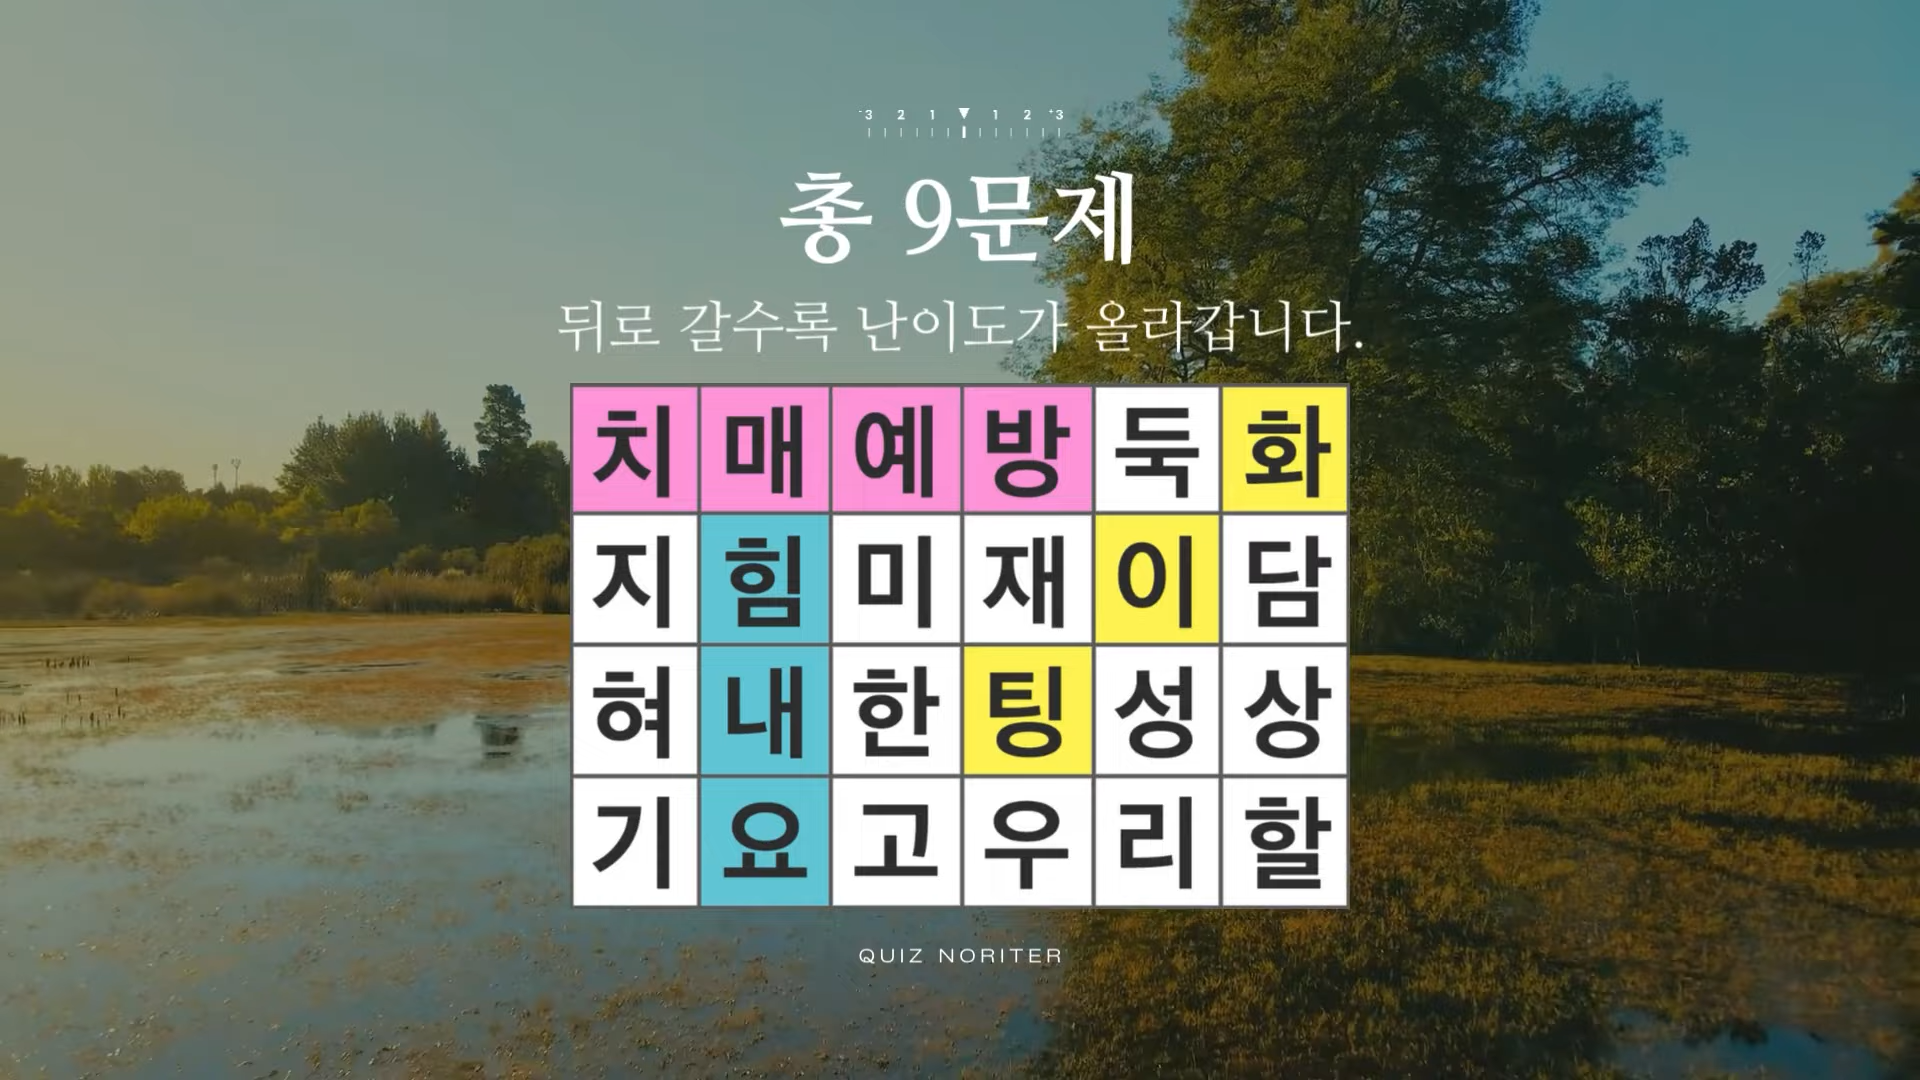 -3 2 1 ▼ 1 2 +3
총 9문제
뒤로 갈수록 난이도가 올라갑니다.
치 매 예 방 둑 화
지 힘 미 재 이 담
혀 내 한 팅 성 상
기 요 고 우 리 할
QUIZ NORITER